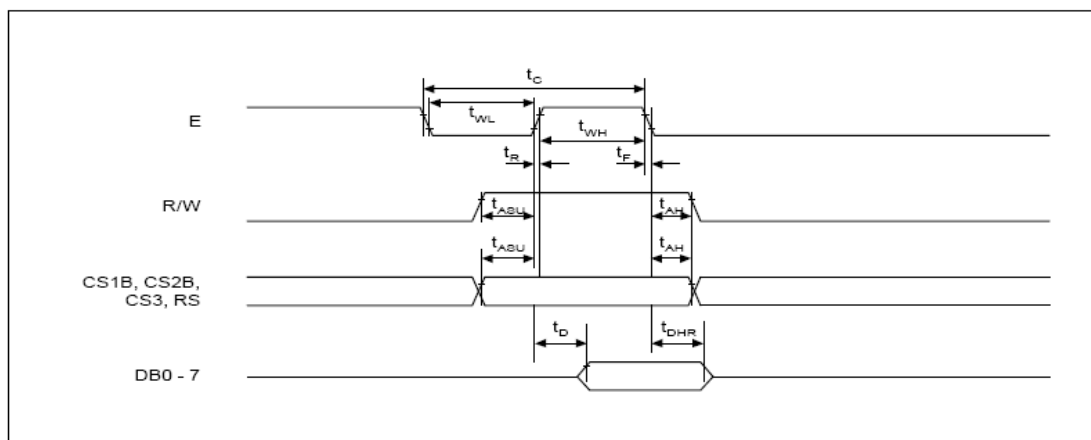 tC
tWL
E
tWH
tR
tF
R/W
tASU
tAH
tASU
tAH
CS1B, CS2B,
CS3, RS
tD
tDHR
DB0 - 7